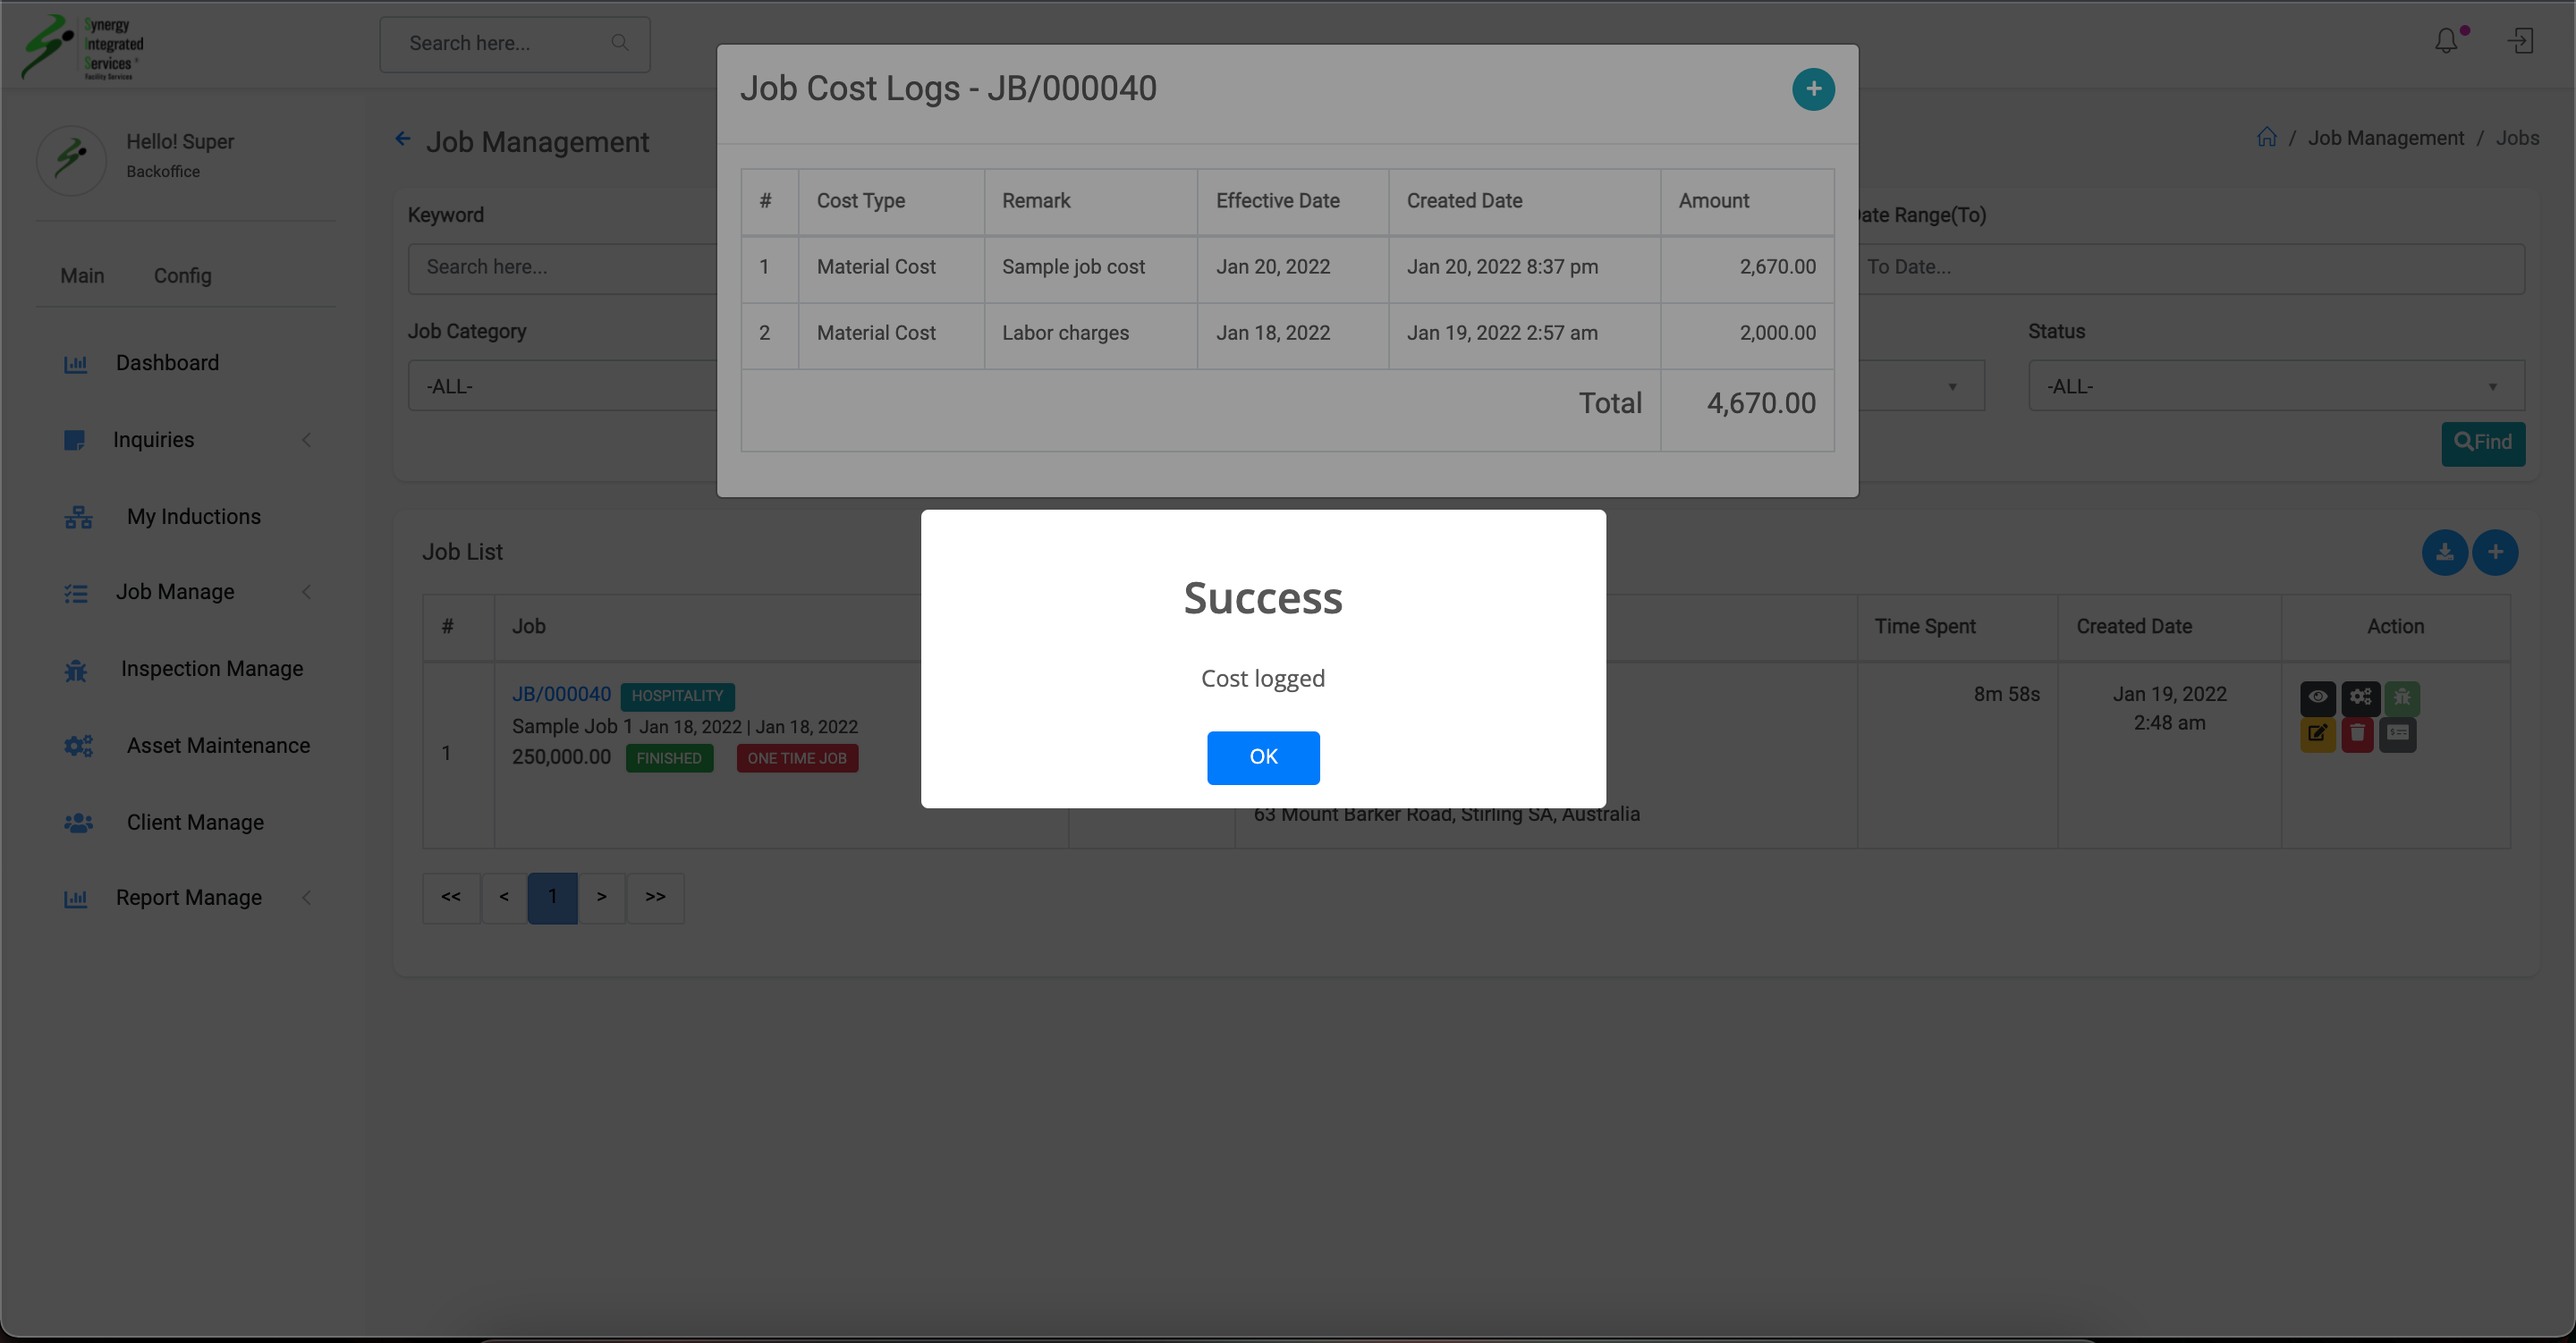 Synergy
Integrated
Services
Facility Services
Search here...
Hello! Super
Backoffice
Main Config
Dashboard
Inquiries
My Inductions
Job Manage
Inspection Manage
Asset Maintenance
Client Manage
Report Manage
Job Management
/ Job Management / Jobs
Keyword
Search here...
ate Range(To)
To Date...
Job Category
-ALL-
Status
-ALL-
Find
Job Cost Logs - JB/000040
+
# Cost Type Remark Effective Date Created Date Amount
1 Material Cost Sample job cost Jan 20, 2022 Jan 20, 2022 8:37 pm 2,670.00
2 Material Cost Labor charges Jan 18, 2022 Jan 19, 2022 2:57 am 2,000.00
Total 4,670.00
Success
Cost logged
OK
Job List
# Job Time Spent Created Date Action
1 JB/000040 HOSPITALITY 8m 58s Jan 19, 2022
2:48 am
Sample Job 1 Jan 18, 2022 | Jan 18, 2022
250,000.00 FINISHED ONE TIME JOB
63 Mount Barker Road, Stirling SA, Australia
<< < 1 > >>